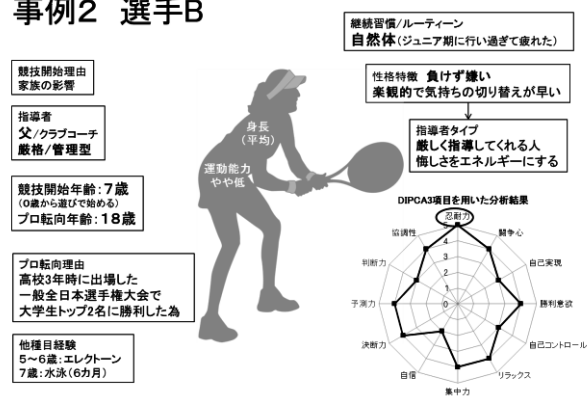 事例2 選手B
継続習慣/ルーティーン
自然体(ジュニア期に行い過ぎて疲れた)
競技開始理由
家族の影響
性格特徴 負けず嫌い
楽観的で気持ちの切り替えが早い
指導者
父/クラブコーチ
厳格/管理型
身長
(平均)
運動能力
やや低
指導者タイプ
厳しく指導してくれる人
悔しさをエネルギーにする
競技開始年齢:7歳
(0歳から遊びで始める)
プロ転向年齢:18歳
プロ転向理由
高校3年時に出場した
一般全日本選手権大会で
大学生トップ2名に勝利した為
他種目経験
5~6歳:エレクトーン
7歳:水泳(6カ月)
DIPCA3項目を用いた分析結果
忍耐力
闘争心
自己実現
勝利意欲
自己コントロール
リラックス
集中力
自信
決断力
予測力
判断力
協調性
5
4
3
2
1
0